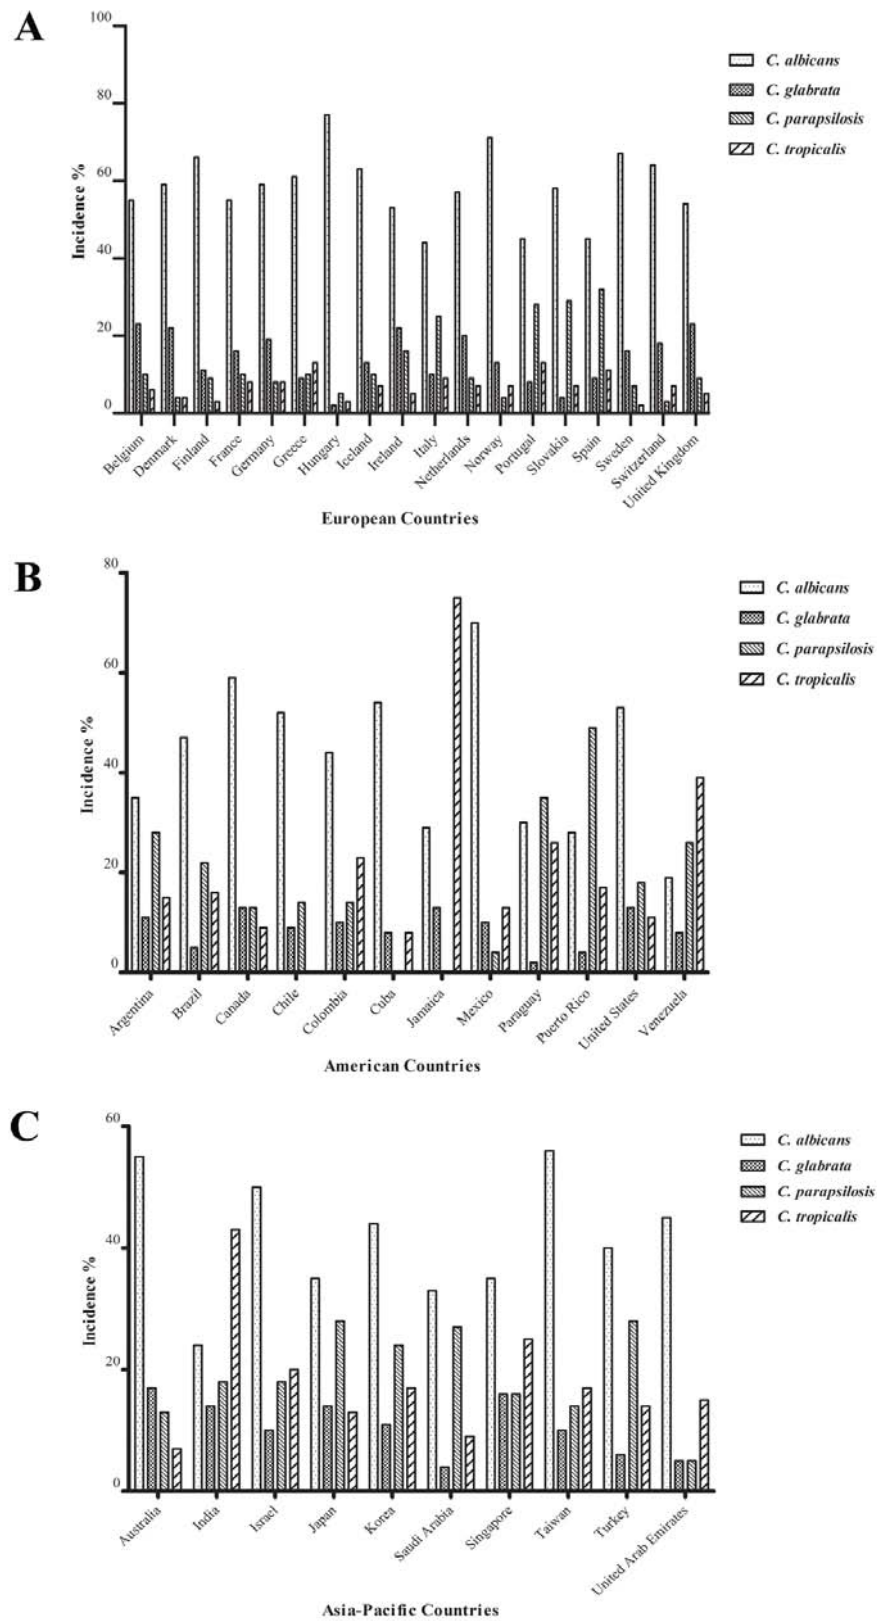 A
100
80
60
40
20
0
Incidence %
C. albicans
C. glabrata
C. parapsilosis
C. tropicalis
Belgium
Denmark
Finland
France
Germany
Greece
Hungary
Iceland
Ireland
Italy
Netherlands
Norway
Portugal
Slovakia
Spain
Sweden
Switzerland
United Kingdom
European Countries
B
80
60
40
20
0
Incidence %
C. albicans
C. glabrata
C. parapsilosis
C. tropicalis
Argentina
Brazil
Canada
Chile
Colombia
Cuba
Jamaica
Mexico
Paraguay
Puerto Rico
United States
Venezuela
American Countries
C
60
40
20
0
Incidence %
C. albicans
C. glabrata
C. parapsilosis
C. tropicalis
Australia
India
Israel
Japan
Korea
Saudi Arabia
Singapore
Taiwan
Turkey
United Arab Emirates
Asia-Pacific Countries